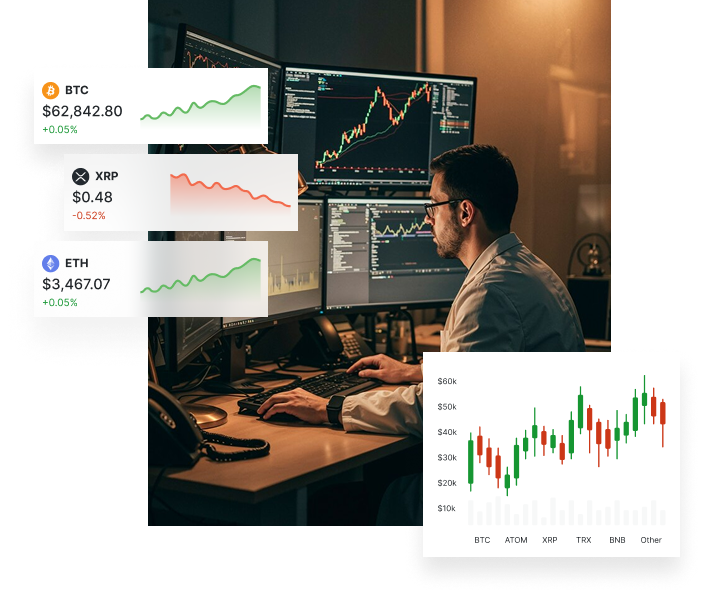 BTC
$62,842.80
+0.05%
XRP
$0.48
-0.52%
ETH
$3,467.07
+0.05%
$60k
$50k
$40k
$30k
$20k
$10k
BTC ATOM XRP TRX BNB Other